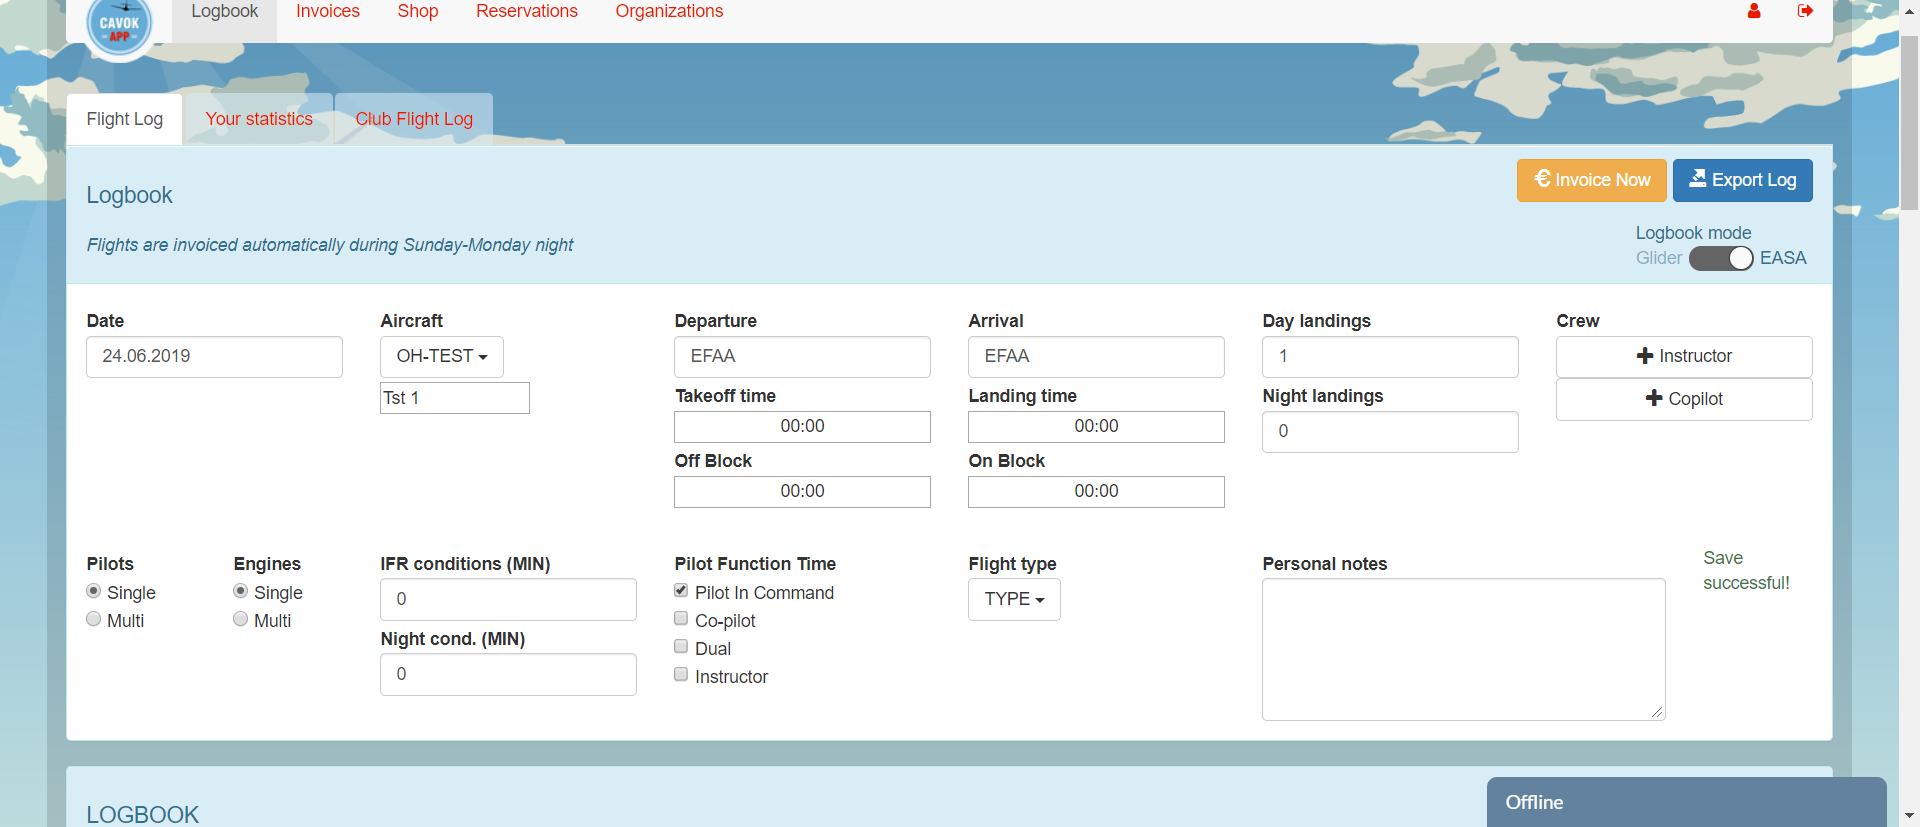 CAVOK
APP
Logbook
Invoices
Shop
Reservations
Organizations
Flight Log
Your statistics
Club Flight Log
Logbook
€ Invoice Now
Export Log
Flights are invoiced automatically during Sunday-Monday night
Logbook mode
Glider
EASA
Date
24.06.2019
Aircraft
OH-TEST
Tst 1
Departure
EFAA
Takeoff time
00:00
Off Block
00:00
Arrival
EFAA
Landing time
00:00
On Block
00:00
Day landings
1
Night landings
0
Crew
Instructor
Copilot
Pilots
Single
Multi
Engines
Single
Multi
IFR conditions (MIN)
0
Night cond. (MIN)
0
Pilot Function Time
Pilot In Command
Co-pilot
Dual
Instructor
Flight type
TYPE
Personal notes
Save
successful!
LOGBOOK
Offline